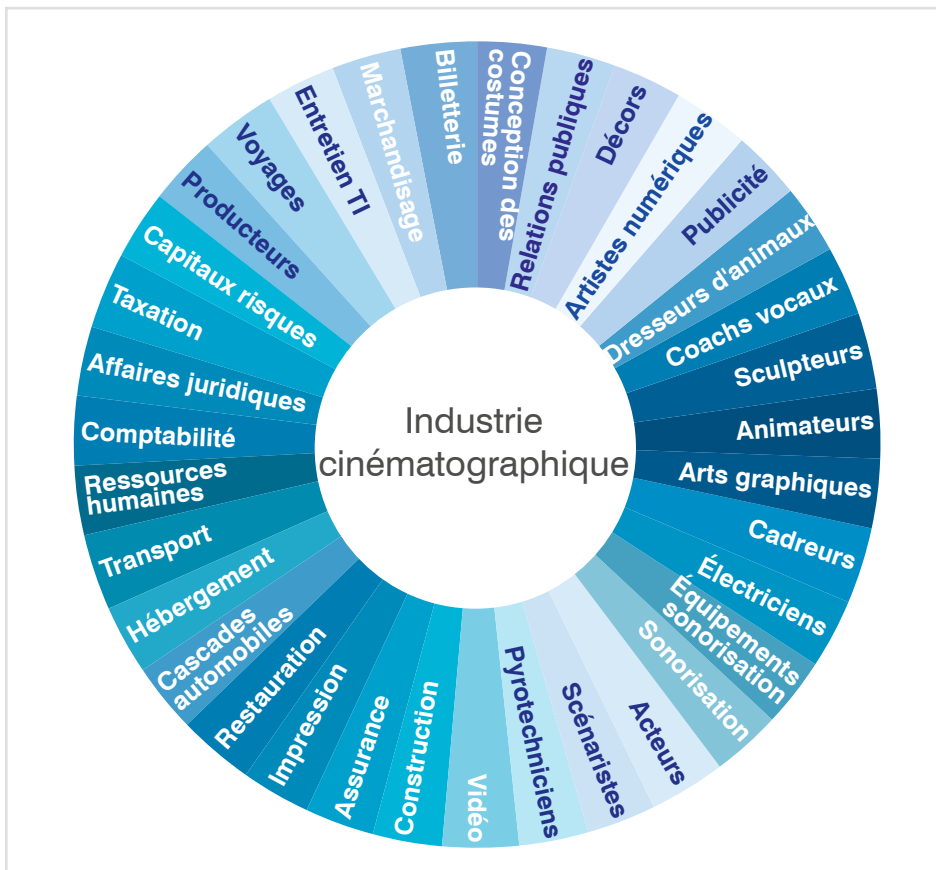 Industrie
cinématographique
Conception des
costumes
Relations publiques
Décors
Artistes numériques
Publicité
Dresseurs d'animaux
Coachs vocaux
Sculpteurs
Animateurs
Arts graphiques
Cadreurs
Électriciens
Équipements
sonorisation
Sonorisation
Acteurs
Scénaristes
Pyrotechniciens
Vidéo
Construction
Assurance
Impression
Restauration
Cascades
automobiles
Hébergement
Transport
Ressources
humaines
Comptabilité
Affaires juridiques
Taxation
Capitaux risques
Producteurs
Voyages
Entretien TI
Marchandisage
Billetterie